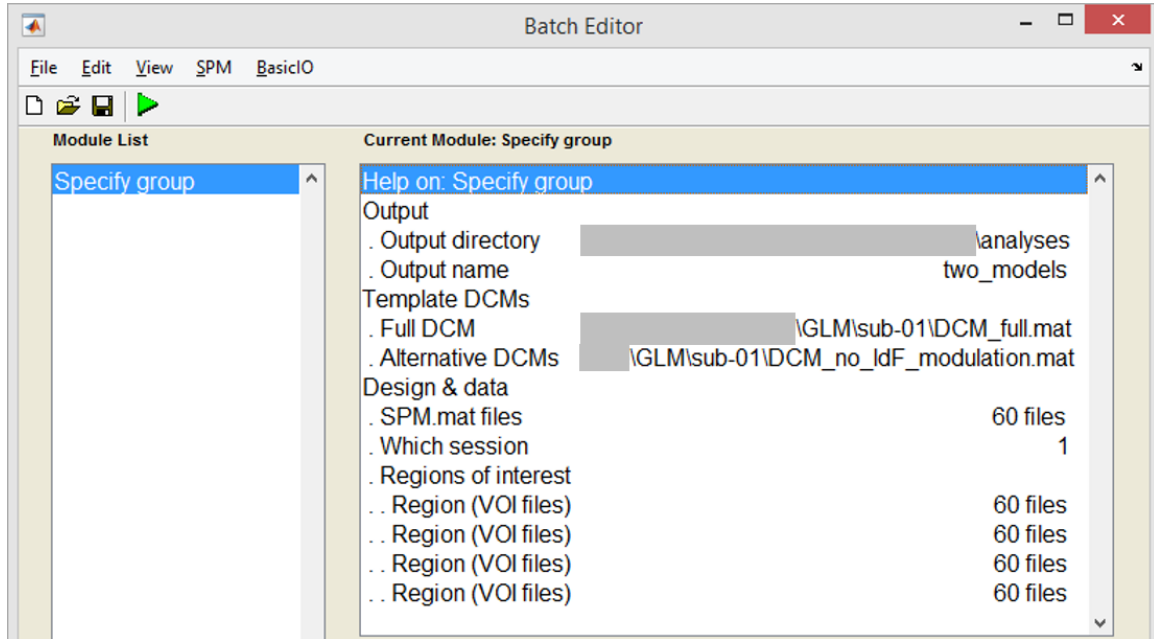 Batch Editor
File Edit View SPM BasicIO
Module List
Current Module: Specify group
Specify group
Help on: Specify group
Output
. Output directory \analyses
. Output name two_models
Template DCMs
. Full DCM \GLM\sub-01\DCM_full.mat
. Alternative DCMs \GLM\sub-01\DCM_no_ldF_modulation.mat
Design & data
. SPM.mat files 60 files
. Which session 1
. Regions of interest
. . Region (VOI files) 60 files
. . Region (VOI files) 60 files
. . Region (VOI files) 60 files
. . Region (VOI files) 60 files